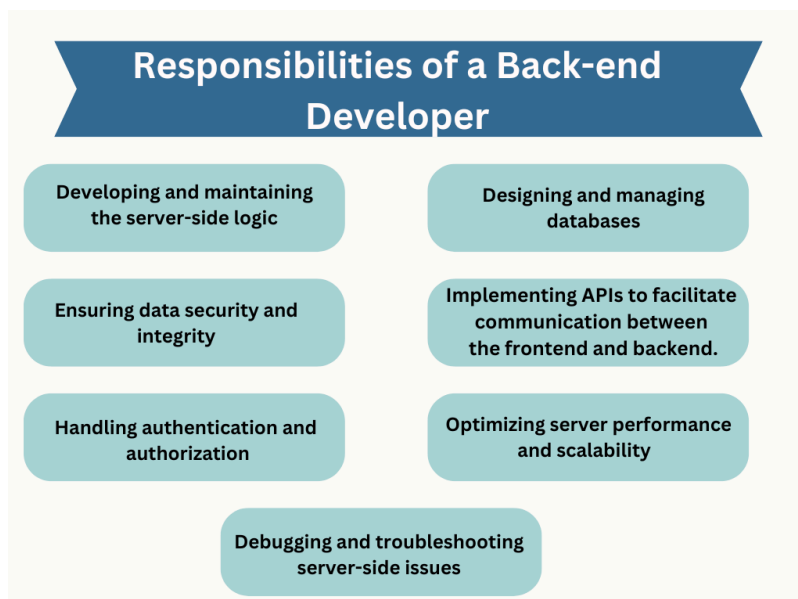 Responsibilities of a Back-end
Developer
Developing and maintaining
the server-side logic
Designing and managing
databases
Ensuring data security and
integrity
Implementing APIs to facilitate
communication between
the frontend and backend.
Handling authentication and
authorization
Optimizing server performance
and scalability
Debugging and troubleshooting
server-side issues